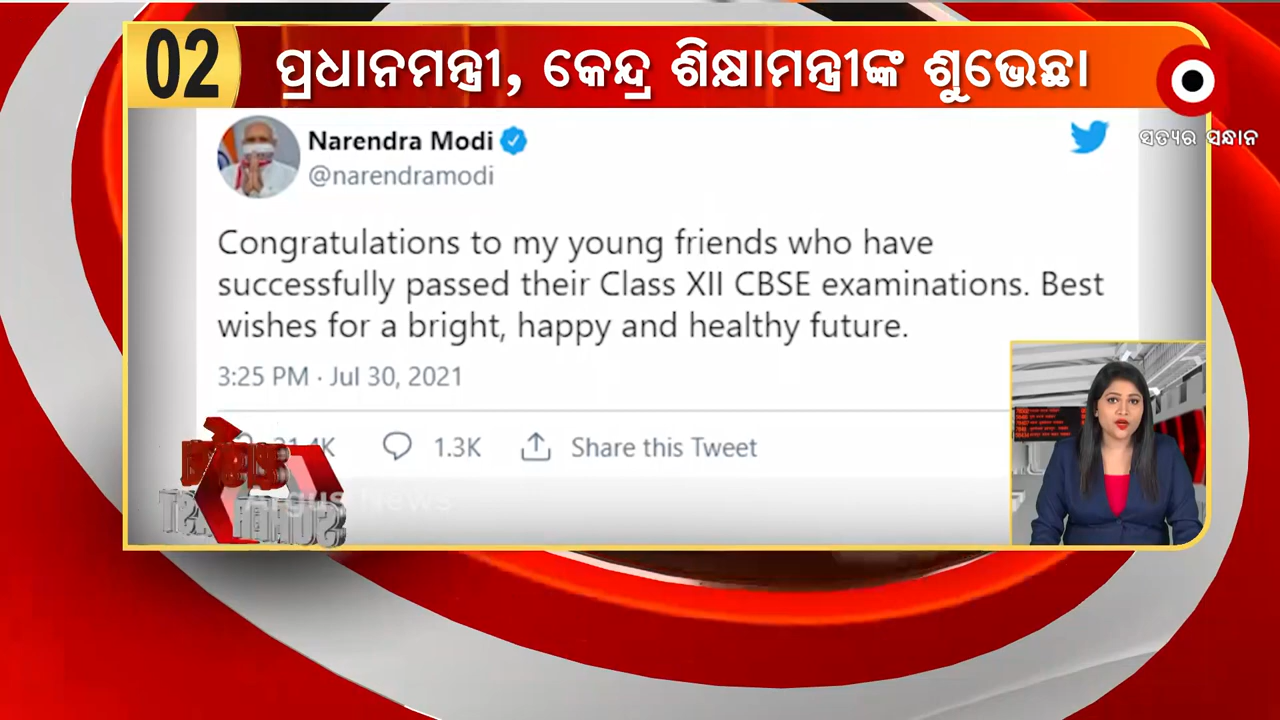 02
ପ୍ରଧାନମନ୍ତ୍ରୀ, କେନ୍ଦ୍ର ଶିକ୍ଷାମନ୍ତ୍ରୀଙ୍କ ଶୁଭେଛା
ସତ୍ୟର ସନ୍ଧାନ
Narendra Modi
@narendramodi
Congratulations to my young friends who have
successfully passed their Class XII CBSE examinations. Best
wishes for a bright, happy and healthy future.
3:25 PM · Jul 30, 2021
1.3K Share this Tweet
Argus News